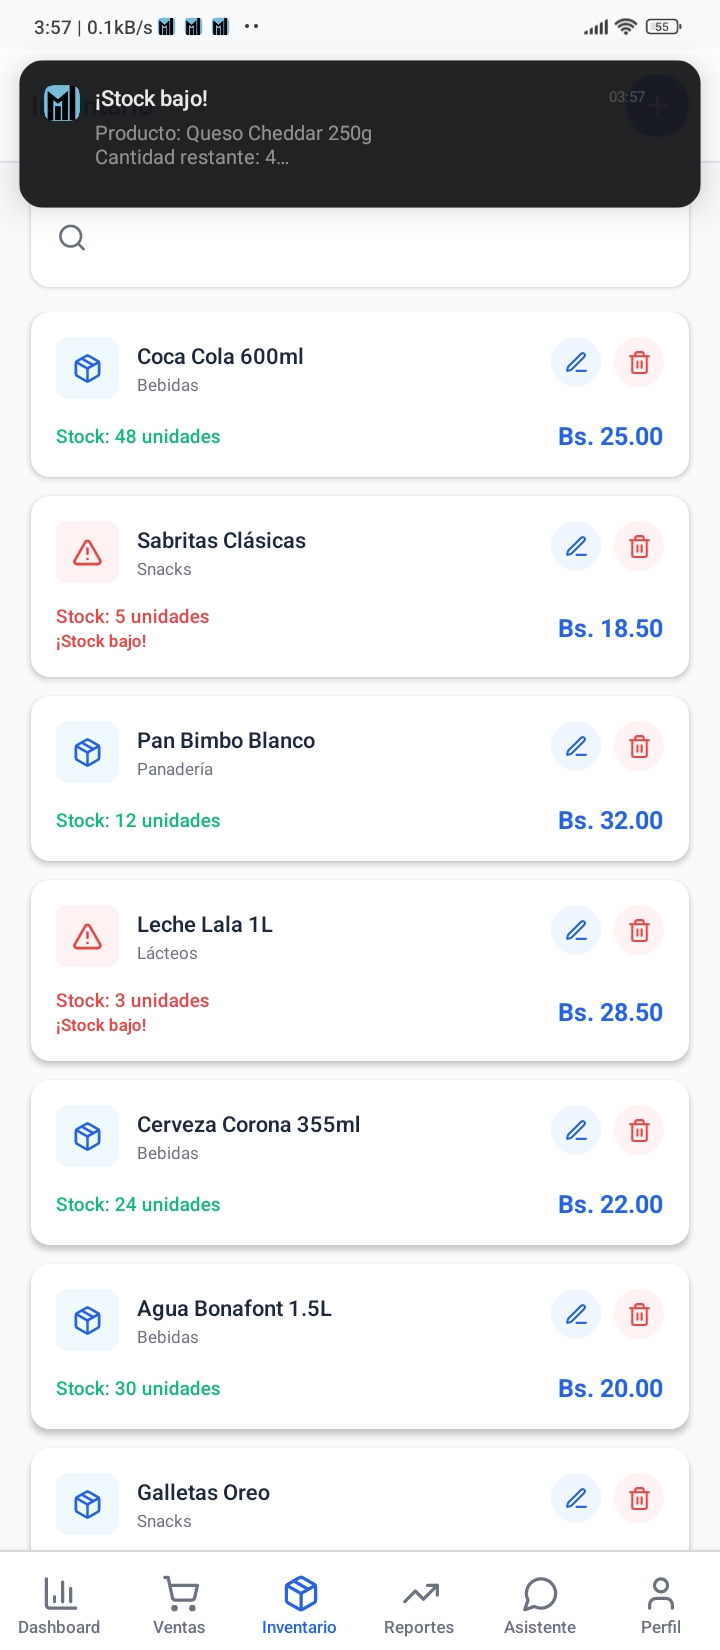 3:57 | 0.1kB/s
55
¡Stock bajo!
03:57
Producto: Queso Cheddar 250g
Cantidad restante: 4...
Coca Cola 600ml
Bebidas
Stock: 48 unidades
Bs. 25.00
Sabritas Clásicas
Snacks
Stock: 5 unidades
¡Stock bajo!
Bs. 18.50
Pan Bimbo Blanco
Panadería
Stock: 12 unidades
Bs. 32.00
Leche Lala 1L
Lácteos
Stock: 3 unidades
¡Stock bajo!
Bs. 28.50
Cerveza Corona 355ml
Bebidas
Stock: 24 unidades
Bs. 22.00
Agua Bonafont 1.5L
Bebidas
Stock: 30 unidades
Bs. 20.00
Galletas Oreo
Snacks
Dashboard
Ventas
Inventario
Reportes
Asistente
Perfil